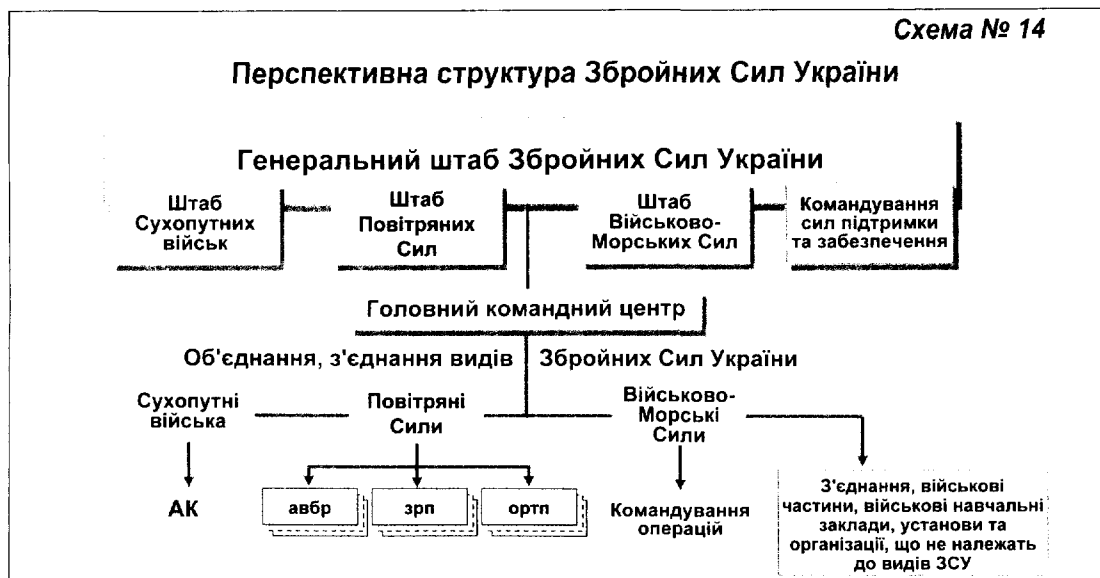 Схема № 14
Перспективна структура Збройних Сил України
Генеральний штаб Збройних Сил України
Штаб
Сухопутних
військ
Штаб
Повітряних
Сил
Штаб
Військово-
Морських Сил
Командування
сил підтримки
та забезпечення
Головний командний центр
Об'єднання, з'єднання видів Збройних Сил України
Сухопутні
війська
Повітряні
Сили
Військово-
Морські
Сили
АК
авбр
зрп
ортп
Командування
операцій
З'єднання, військові
частини, військові навчальні
заклади, установи та
організації, що не належать
до видів ЗСУ